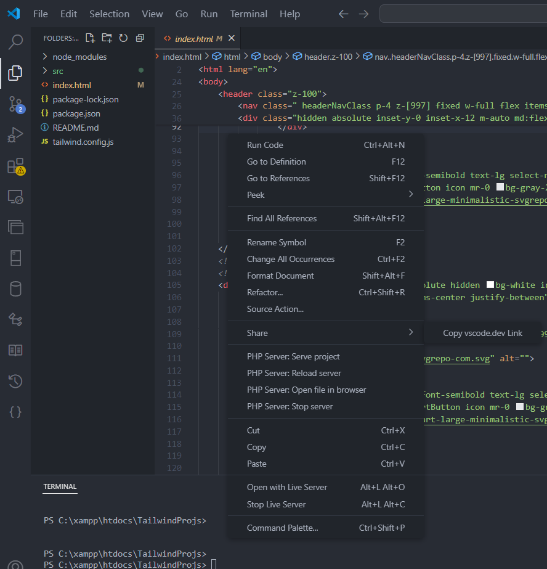 File Edit Selection View Go Run Terminal Help
FOLDERS:...
index.html M
index.html > html > body > header.z-100 > nav..headerNavClass.p-4.z-[997].fixed.w-full.flex
node_modules
src
index.html M
package-lock.json
package.json
README.md
tailwind.config.js
2 <html lang="en">
24 <body>
25 <header class="z-100">
26 <nav class=" headerNavClass p-4 z-[997] fixed w-full flex items
36 <div class="hidden absolute inset-y-0 inset-x-12 m-auto md:flex
92 </div>
93
94
95
96 -semibold text-lg select-n
97 ton icon mr-0 bg-gray-2
98 large-minimalistic-svgrepo
99
100
101
102 </
103 <!
104 <!
105 <d olute hidden bg-white in
106 s-center justify-between"
107
108
109
110
111 vgrepo-com.svg" alt="">
112
113
114 font-semibold text-lg sele
115 tButton icon mr-0 bg-gr
116 rt-large-minimalistic-svg
117
118
119
120
Run Code Ctrl+Alt+N
Go to Definition F12
Go to References Shift+F12
Peek
Find All References Shift+Alt+F12
Rename Symbol F2
Change All Occurrences Ctrl+F2
Format Document Shift+Alt+F
Refactor... Ctrl+Shift+R
Source Action...
Share
Copy vscode.dev Link
PHP Server: Serve project
PHP Server: Reload server
PHP Server: Open file in browser
PHP Server: Stop server
Cut Ctrl+X
Copy Ctrl+C
Paste Ctrl+V
Open with Live Server Alt+L Alt+O
Stop Live Server Alt+L Alt+C
Command Palette... Ctrl+Shift+P
TERMINAL
PS C:\xampp\htdocs\TailwindProjs>
PS C:\xampp\htdocs\TailwindProjs>
PS C:\xampp\htdocs\TailwindProjs>